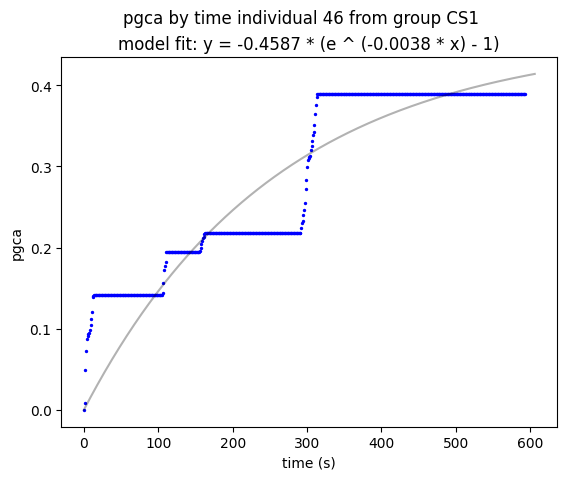 pgca by time individual 46 from group CS1
model fit: y = -0.4587 * (e ^ (-0.0038 * x) - 1)
0.4
0.3
0.2
0.1
0.0
pgca
0 100 200 300 400 500 600
time (s)